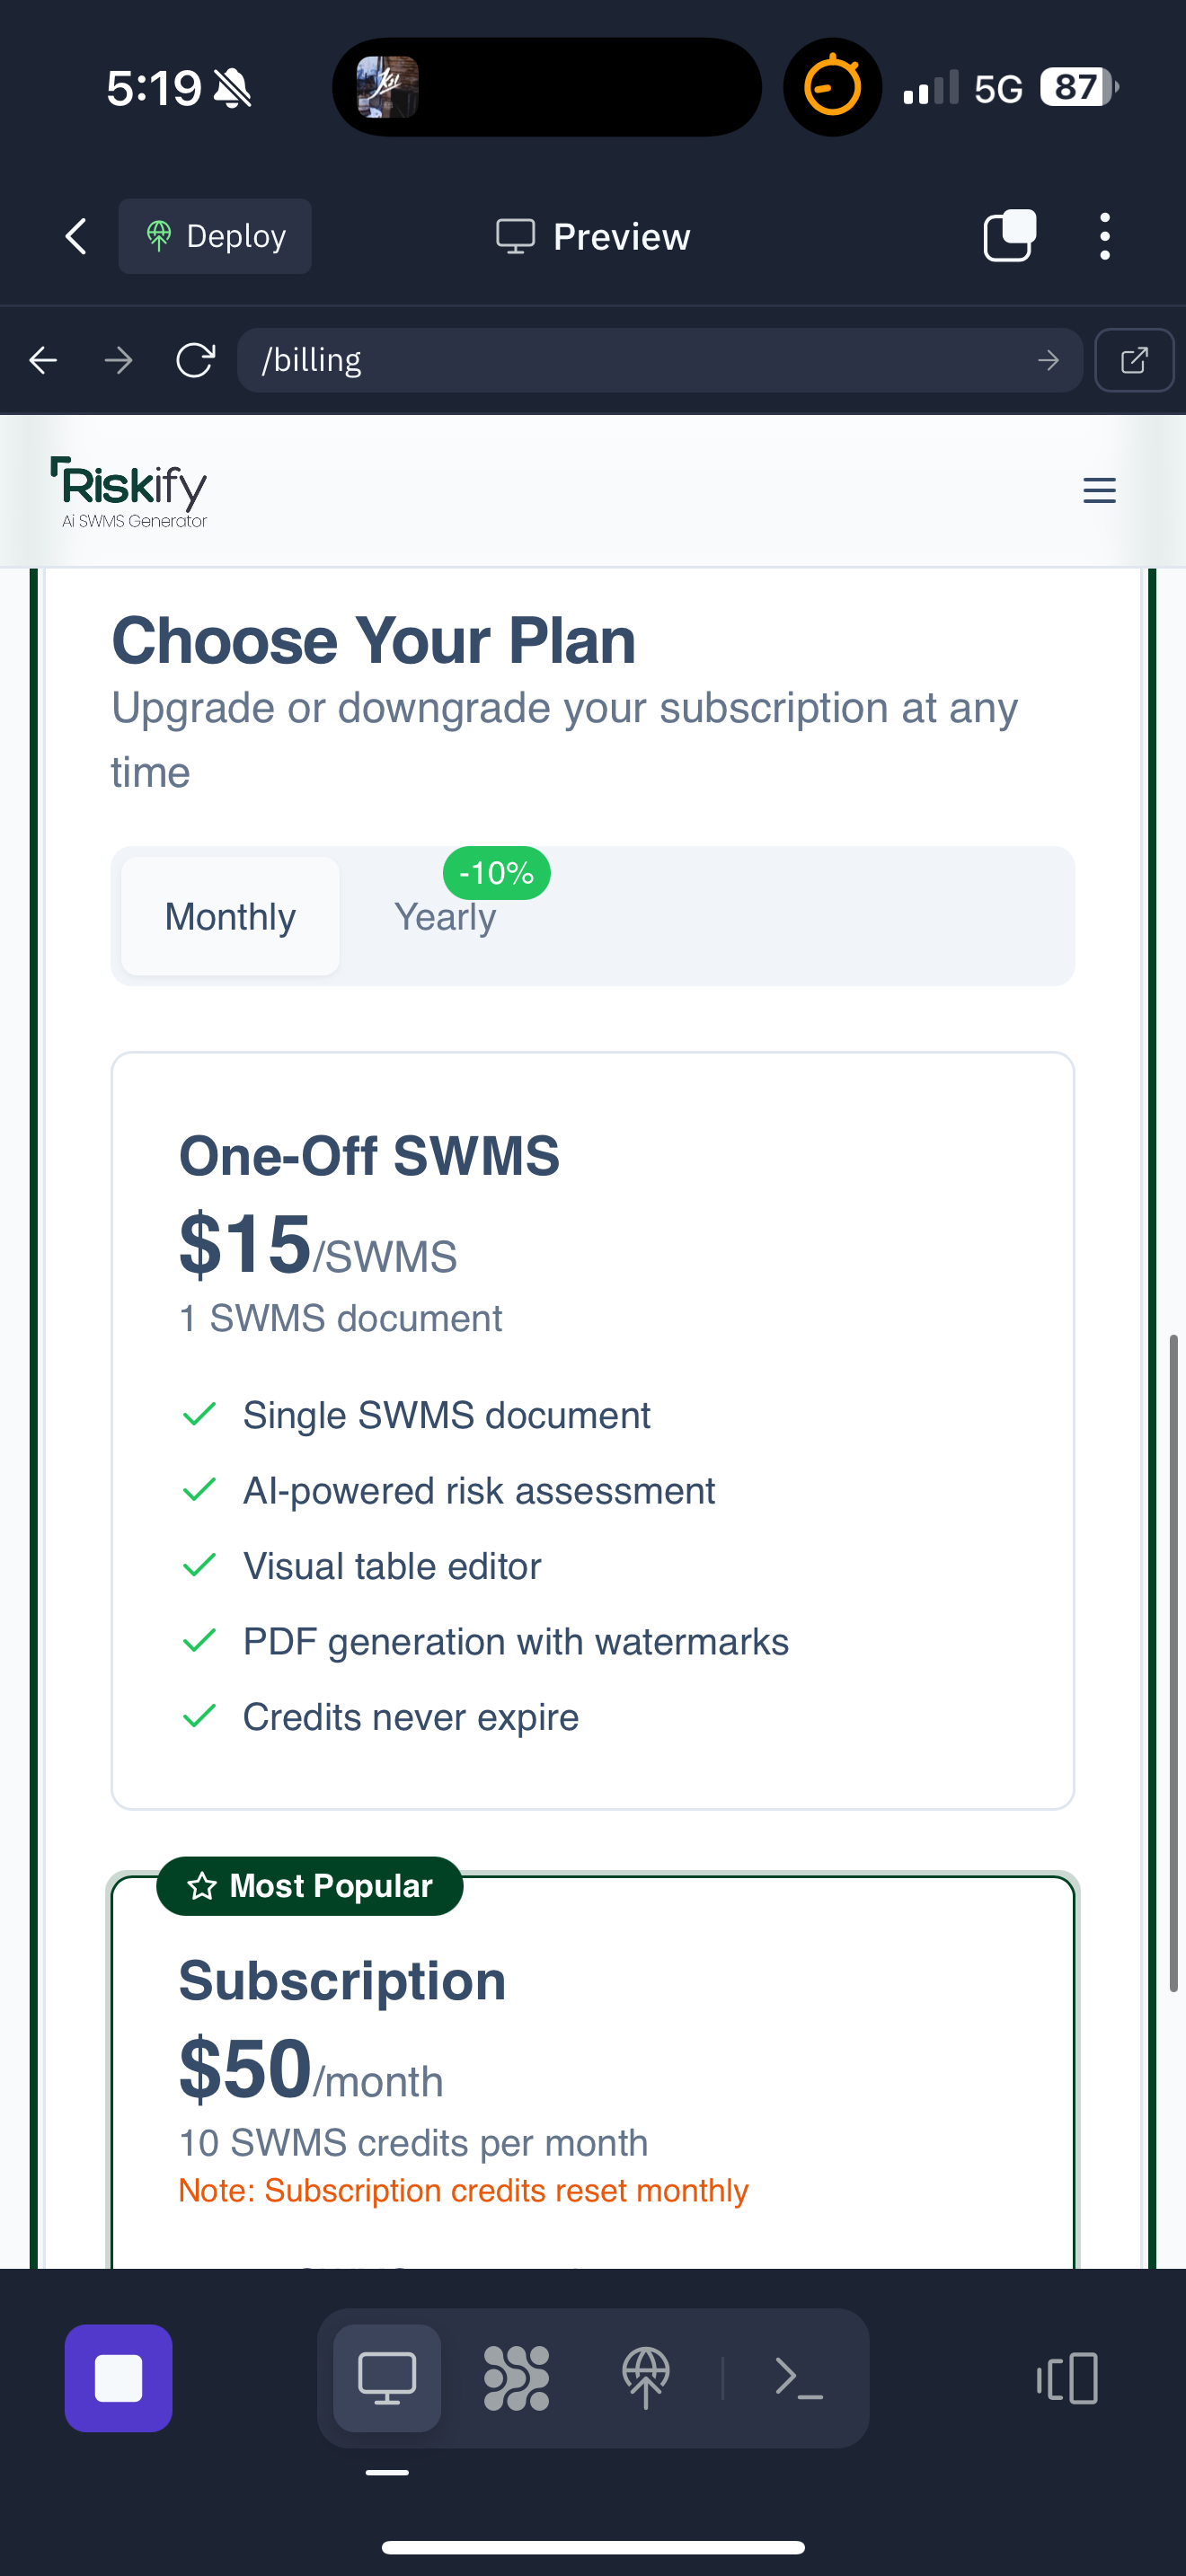 5:19
5G
87
Deploy
Preview
/billing
Riskify
Ai SWMS Generator
Choose Your Plan
Upgrade or downgrade your subscription at any
time
Monthly
Yearly
-10%
One-Off SWMS
$15/SWMS
1 SWMS document
Single SWMS document
AI-powered risk assessment
Visual table editor
PDF generation with watermarks
Credits never expire
Most Popular
Subscription
$50/month
10 SWMS credits per month
Note: Subscription credits reset monthly